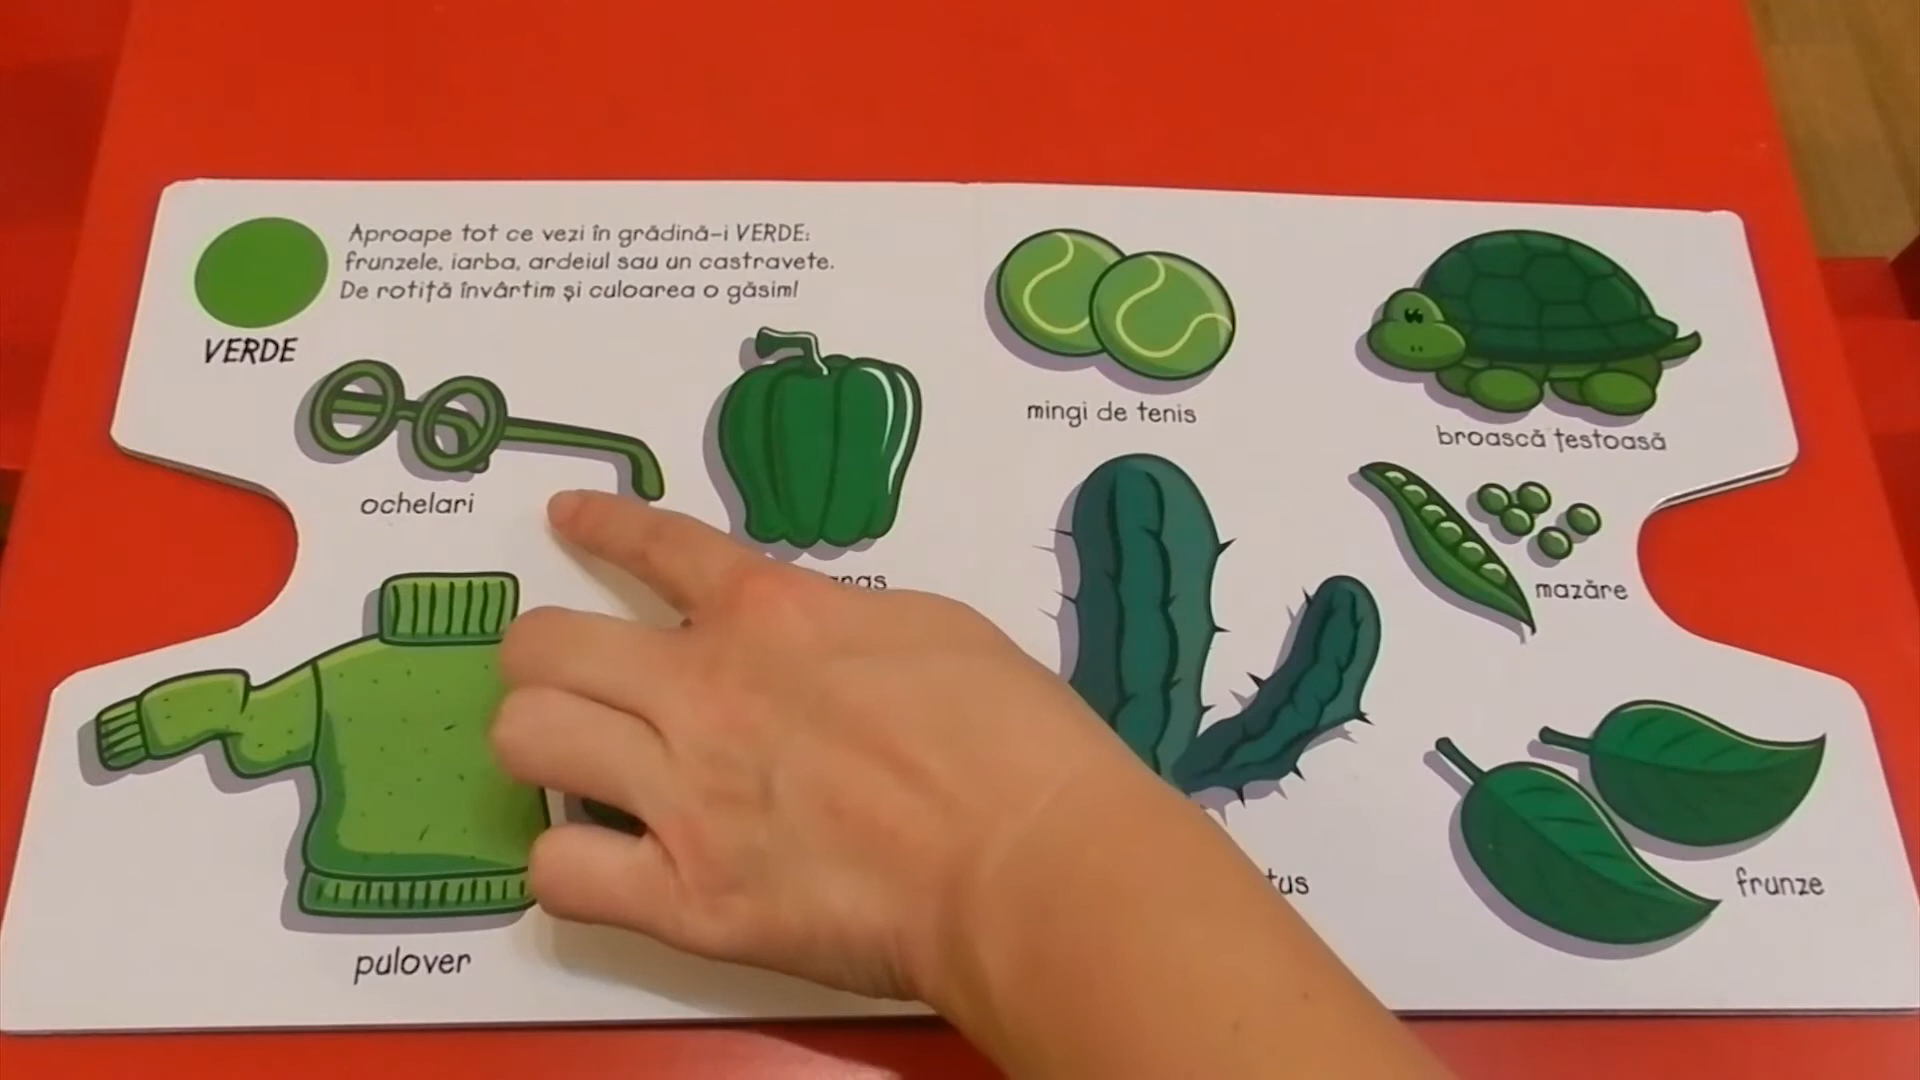 Aproape tot ce vezi în grădină-i VERDE:
frunzele, iarba, ardeiul sau un castravete.
De rotiță învârtim și culoarea o găsim!
VERDE
ochelari
pulover
mingi de tenis
broască țestoasă
mazăre
frunze